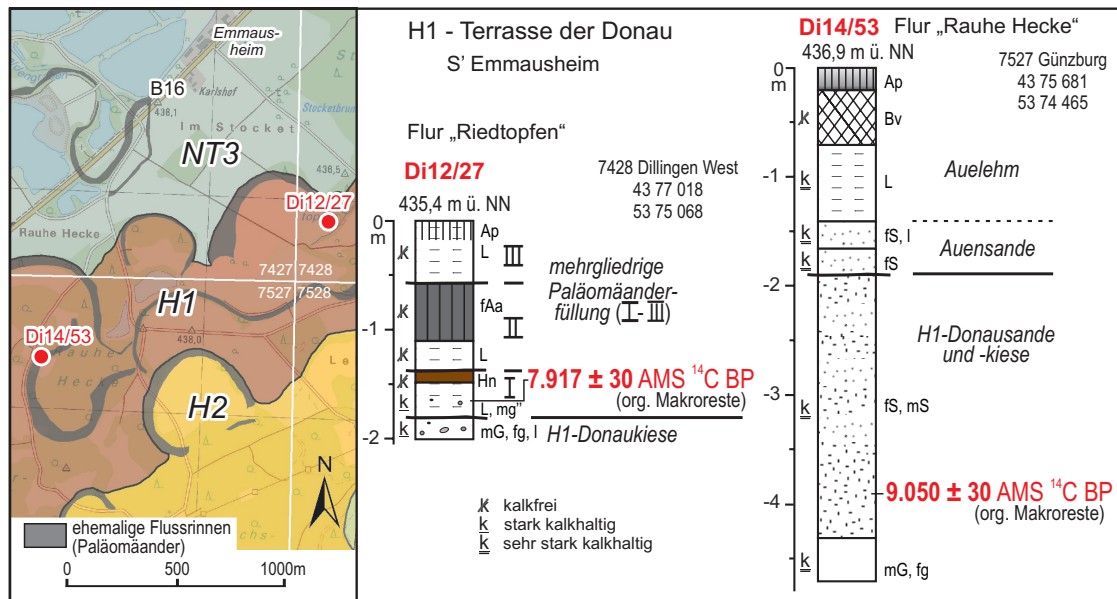 Emmaus-
heim
B16
438,1
Karlshof
Im Stocket
NT3
436,5
Di12/27
Rauhe Hecke
7427 7428
7527 7528
H1
438,0
Di14/53
Rauhe
Hecke
H2
N
ehemalige Flussrinnen
(Paläomäander)
0 500 1000m
H1 - Terrasse der Donau
S' Emmausheim
Flur „Riedtopfen"
Di12/27
435,4 m ü. NN
7428 Dillingen West
43 77 018
53 75 068
0
m
-1
-2
Ap
L
III
fAa
II
L
Hn
I
L, mg"
mG, fg, l
k
k
k
k
k
k
mehrgliedrige
Paläomäander-
füllung (I - III)
7.917 ± 30 AMS 14C BP
(org. Makroreste)
H1-Donaukiese
k kalkfrei
k stark kalkhaltig
k sehr stark kalkhaltig
Di14/53
Flur „Rauhe Hecke"
436,9 m ü. NN
7527 Günzburg
43 75 681
53 74 465
0
m
-1
-2
-3
-4
Ap
Bv
L
fS, l
fS
fS, mS
mG, fg
k
k
k
k
k
k
Auelehm
Auensande
H1-Donausande
und -kiese
9.050 ± 30 AMS 14C BP
(org. Makroreste)